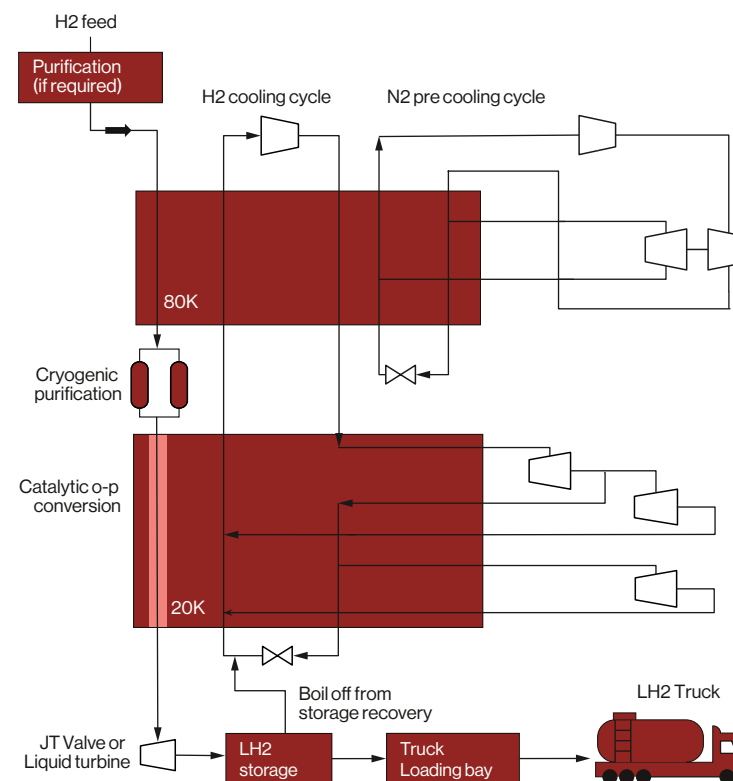 H2 feed
Purification
(if required)
H2 cooling cycle
N2 pre cooling cycle
80K
Cryogenic
purification
Catalytic o-p
conversion
20K
Boil off from
storage recovery
LH2 Truck
JT Valve or
Liquid turbine
LH2
storage
Truck
Loading bay